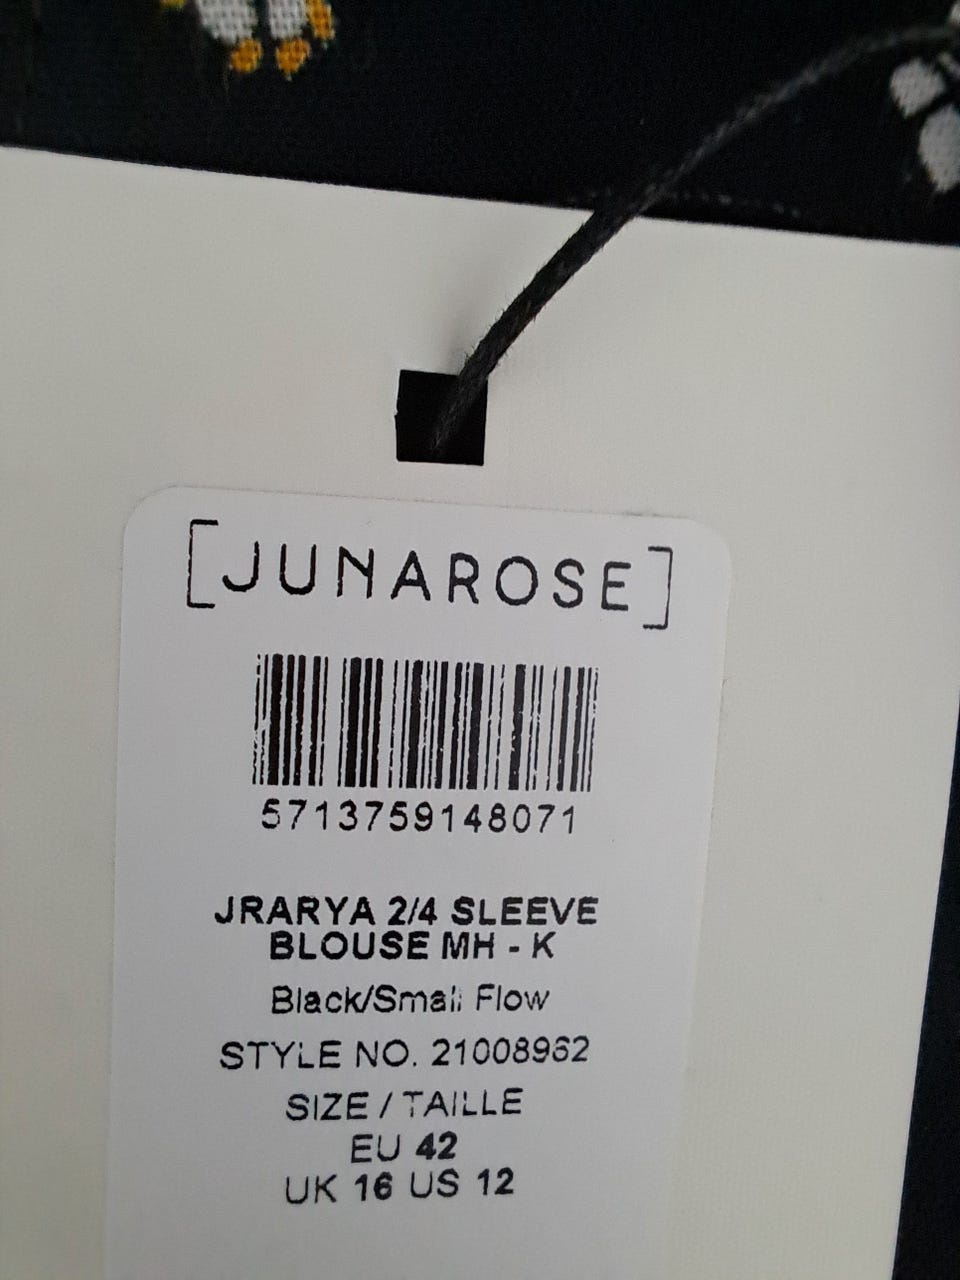 [JUNAROSE]
5713759148071
JRARYA 2/4 SLEEVE
BLOUSE MH - K
Black/Small Flow
STYLE NO. 21008962
SIZE / TAILLE
EU 42
UK 16 US 12